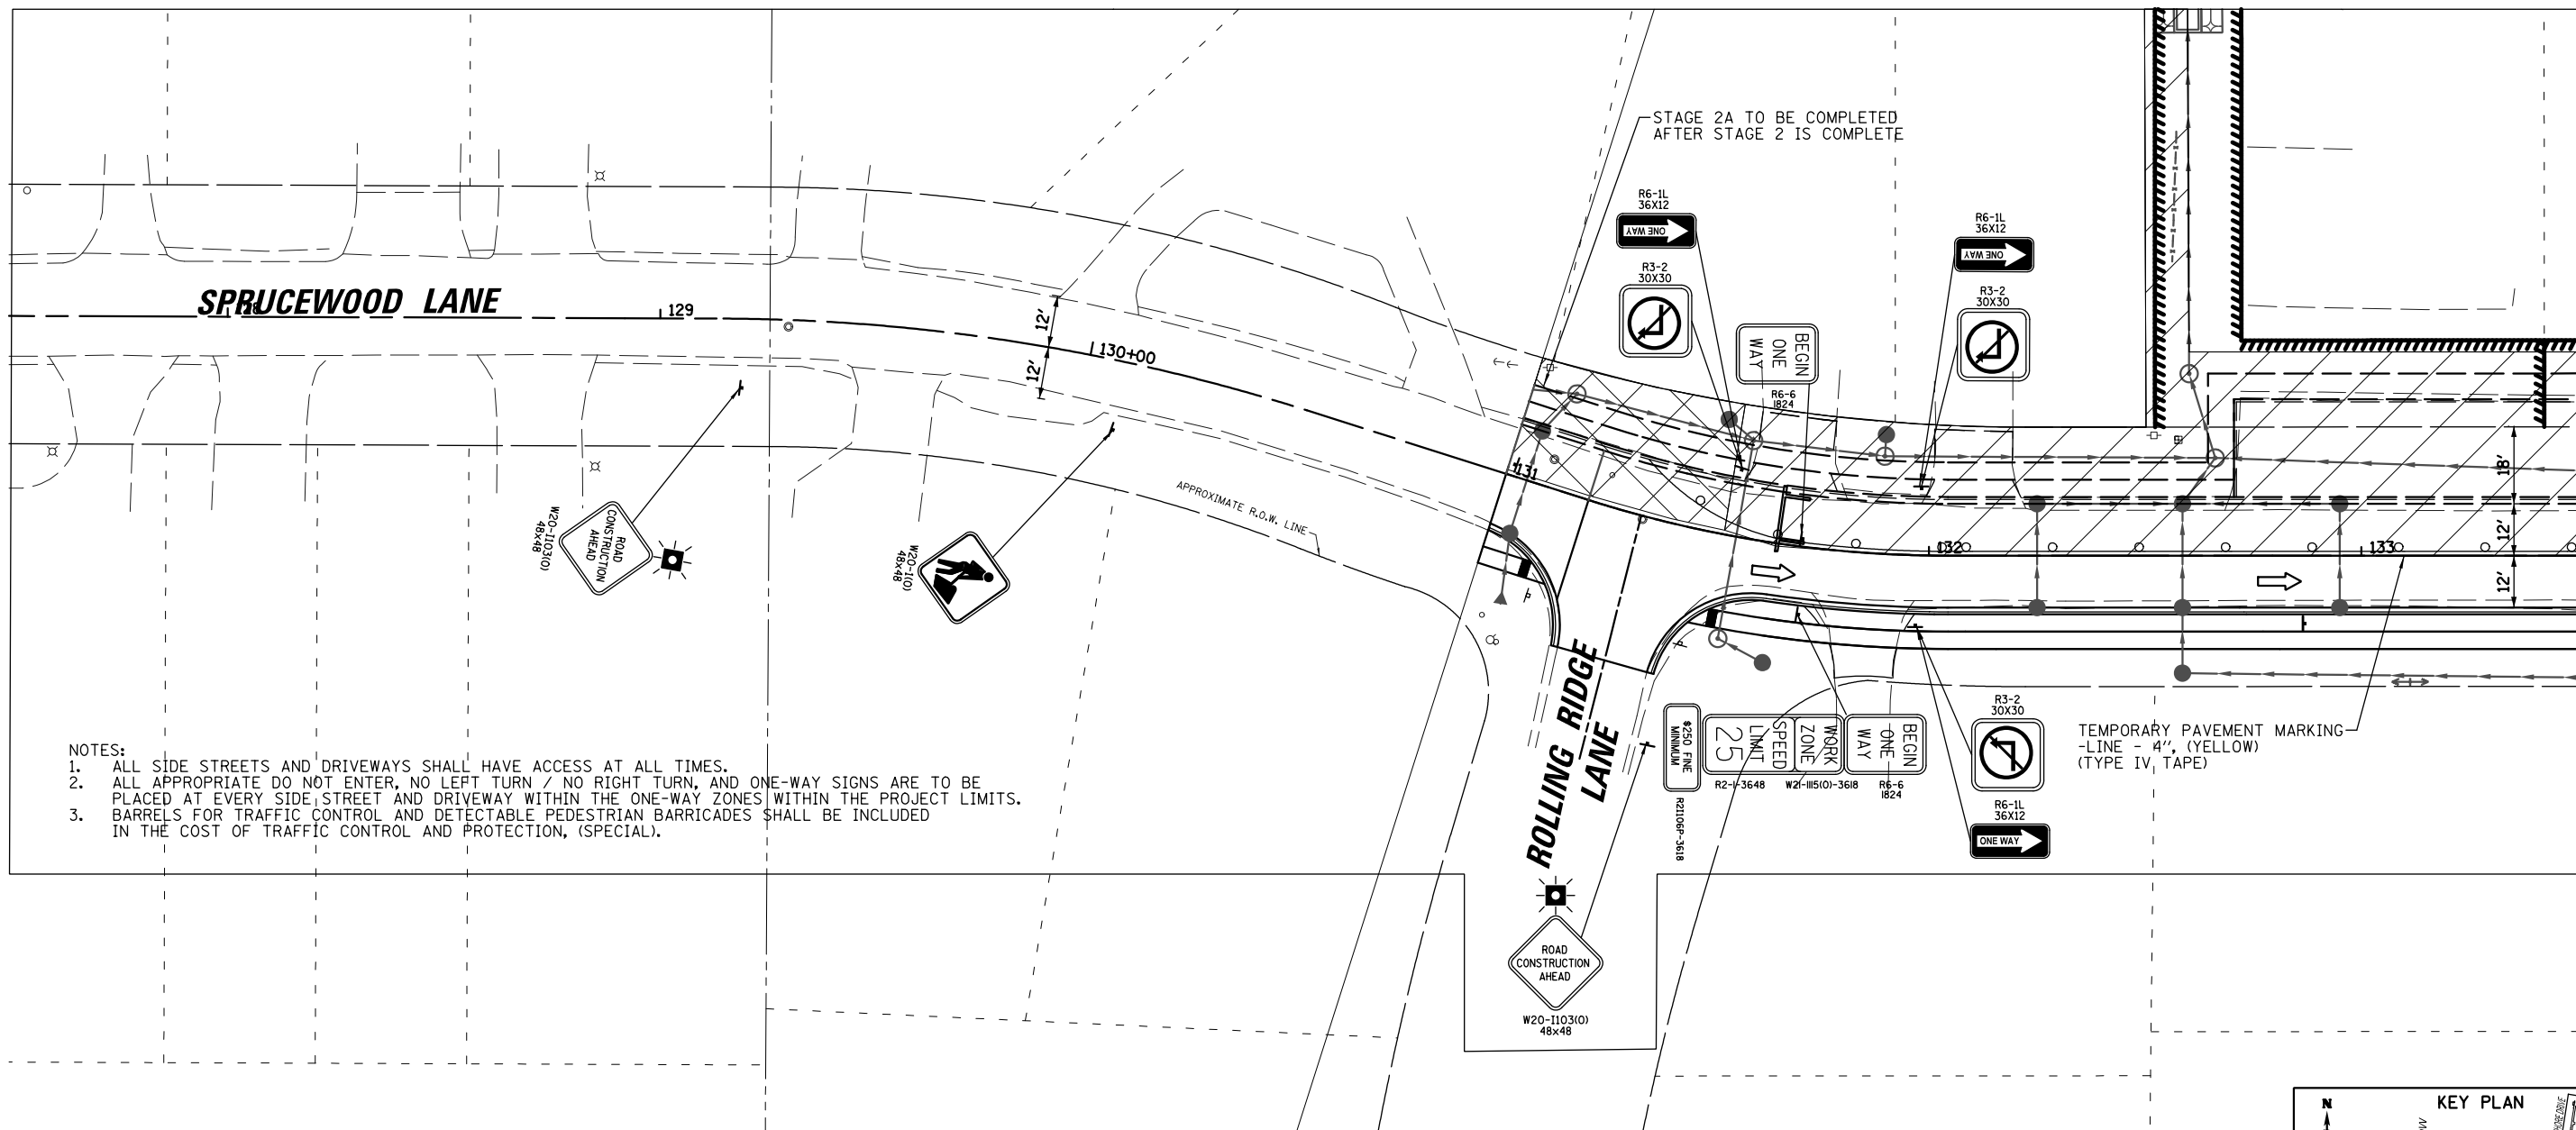 STAGE 2A TO BE COMPLETED
AFTER STAGE 2 IS COMPLETE
R6-1L
36X12
ONE WAY
R3-2
30X30
BEGIN
ONE
WAY
R6-6
1824
R6-1L
36X12
ONE WAY
R3-2
30X30
SPRUCEWOOD LANE
128
129
12'
12'
130+00
131
132
133
18'
12'
12'
APPROXIMATE R.O.W. LINE
ROAD
CONSTRUCTION
AHEAD
W20-I103(O)
48x48
W20-I(O)
48x48
NOTES:
1. ALL SIDE STREETS AND DRIVEWAYS SHALL HAVE ACCESS AT ALL TIMES.
2. ALL APPROPRIATE DO NOT ENTER, NO LEFT TURN / NO RIGHT TURN, AND ONE-WAY SIGNS ARE TO BE
PLACED AT EVERY SIDE STREET AND DRIVEWAY WITHIN THE ONE-WAY ZONES WITHIN THE PROJECT LIMITS.
3. BARRELS FOR TRAFFIC CONTROL AND DETECTABLE PEDESTRIAN BARRICADES SHALL BE INCLUDED
IN THE COST OF TRAFFIC CONTROL AND PROTECTION, (SPECIAL).
ROLLING RIDGE
LANE
$250 FINE
MINIMUM
R2I106P-3618
SPEED
LIMIT
25
R2-I-3648
WORK
ZONE
W21-I115(O)-3618
BEGIN
ONE
WAY
R6-6
1824
R3-2
30X30
R6-1L
36X12
ONE WAY
TEMPORARY PAVEMENT MARKING
-LINE - 4", (YELLOW)
(TYPE IV TAPE)
ROAD
CONSTRUCTION
AHEAD
W20-I103(O)
48x48
N
KEY PLAN